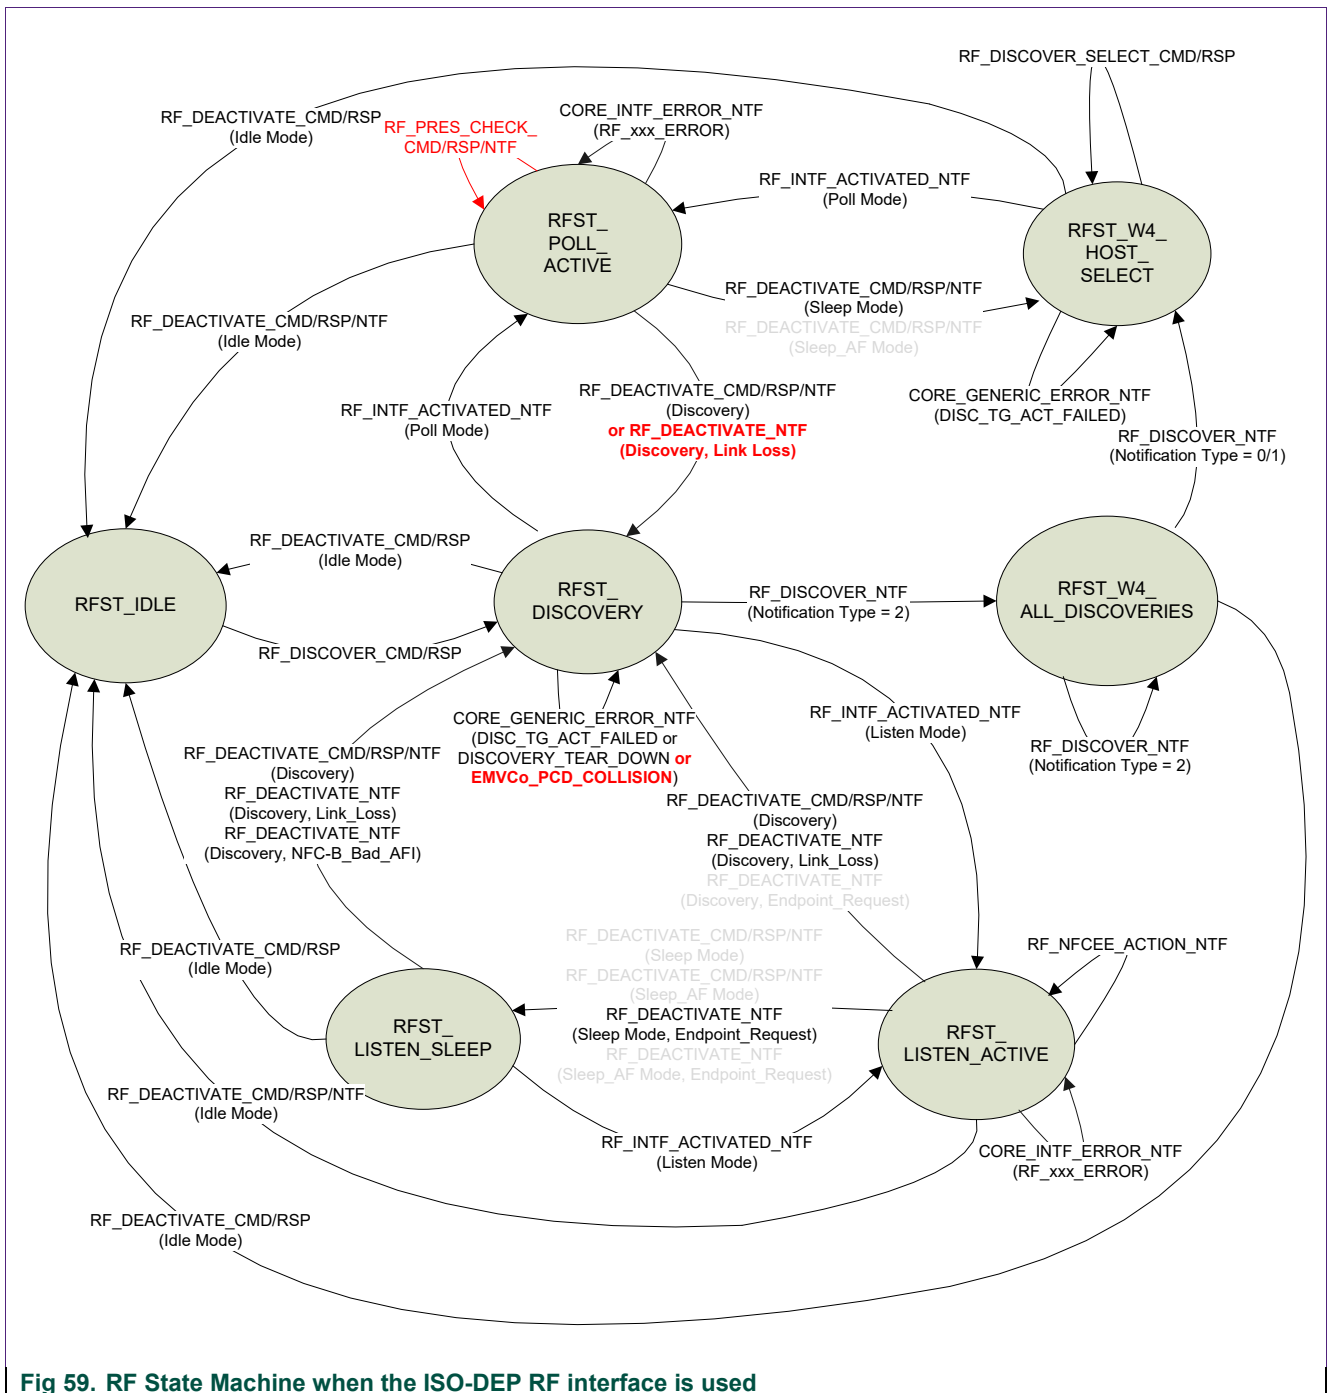 RF_DISCOVER_SELECT_CMD/RSP
RF_DEACTIVATE_CMD/RSP
(Idle Mode)
RF_PRES_CHECK_
CMD/RSP/NTF
CORE_INTF_ERROR_NTF
(RF_xxx_ERROR)
RF_INTF_ACTIVATED_NTF
(Poll Mode)
RFST_
POLL_
ACTIVE
RFST_W4_
HOST_
SELECT
RF_DEACTIVATE_CMD/RSP/NTF
(Sleep Mode)
RF_DEACTIVATE_CMD/RSP/NTF
(Sleep_AF Mode)
RF_DEACTIVATE_CMD/RSP/NTF
(Idle Mode)
RF_INTF_ACTIVATED_NTF
(Poll Mode)
RF_DEACTIVATE_CMD/RSP/NTF
(Discovery)
or RF_DEACTIVATE_NTF
(Discovery, Link Loss)
CORE_GENERIC_ERROR_NTF
(DISC_TG_ACT_FAILED)
RF_DISCOVER_NTF
(Notification Type = 0/1)
RF_DEACTIVATE_CMD/RSP
(Idle Mode)
RFST_IDLE
RFST_
DISCOVERY
RF_DISCOVER_NTF
(Notification Type = 2)
RFST_W4_
ALL_DISCOVERIES
RF_DISCOVER_CMD/RSP
CORE_GENERIC_ERROR_NTF
(DISC_TG_ACT_FAILED or
DISCOVERY_TEAR_DOWN or
EMVCo_PCD_COLLISION)
RF_INTF_ACTIVATED_NTF
(Listen Mode)
RF_DISCOVER_NTF
(Notification Type = 2)
RF_DEACTIVATE_CMD/RSP/NTF
(Discovery)
RF_DEACTIVATE_NTF
(Discovery, Link_Loss)
RF_DEACTIVATE_NTF
(Discovery, NFC-B_Bad_AFI)
RF_DEACTIVATE_CMD/RSP/NTF
(Discovery)
RF_DEACTIVATE_NTF
(Discovery, Link_Loss)
RF_DEACTIVATE_NTF
(Discovery, Endpoint_Request)
RF_DEACTIVATE_CMD/RSP
(Idle Mode)
RF_DEACTIVATE_CMD/RSP/NTF
(Sleep Mode)
RF_DEACTIVATE_CMD/RSP/NTF
(Sleep_AF Mode)
RF_DEACTIVATE_NTF
(Sleep Mode, Endpoint_Request)
RF_DEACTIVATE_NTF
(Sleep_AF Mode, Endpoint_Request)
RF_NFCEE_ACTION_NTF
RFST_
LISTEN_SLEEP
RFST_
LISTEN_ACTIVE
RF_DEACTIVATE_CMD/RSP/NTF
(Idle Mode)
RF_INTF_ACTIVATED_NTF
(Listen Mode)
CORE_INTF_ERROR_NTF
(RF_xxx_ERROR)
RF_DEACTIVATE_CMD/RSP
(Idle Mode)
Fig 59. RF State Machine when the ISO-DEP RF interface is used